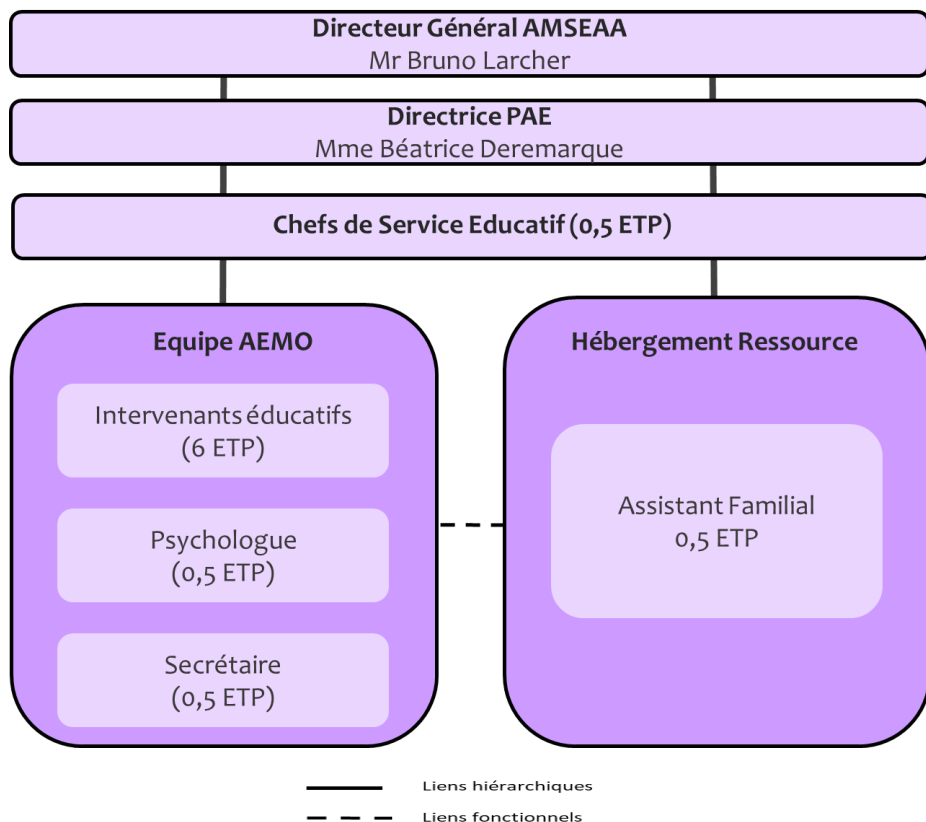 Directeur Général AMSEAA
Mr Bruno Larcher
Directrice PAE
Mme Béatrice Deremarque
Chefs de Service Educatif (0,5 ETP)
Equipe AEMO
Intervenants éducatifs
(6 ETP)
Psychologue
(0,5 ETP)
Secrétaire
(0,5 ETP)
Hébergement Ressource
Assistant Familial
0,5 ETP
Liens hiérarchiques
Liens fonctionnels